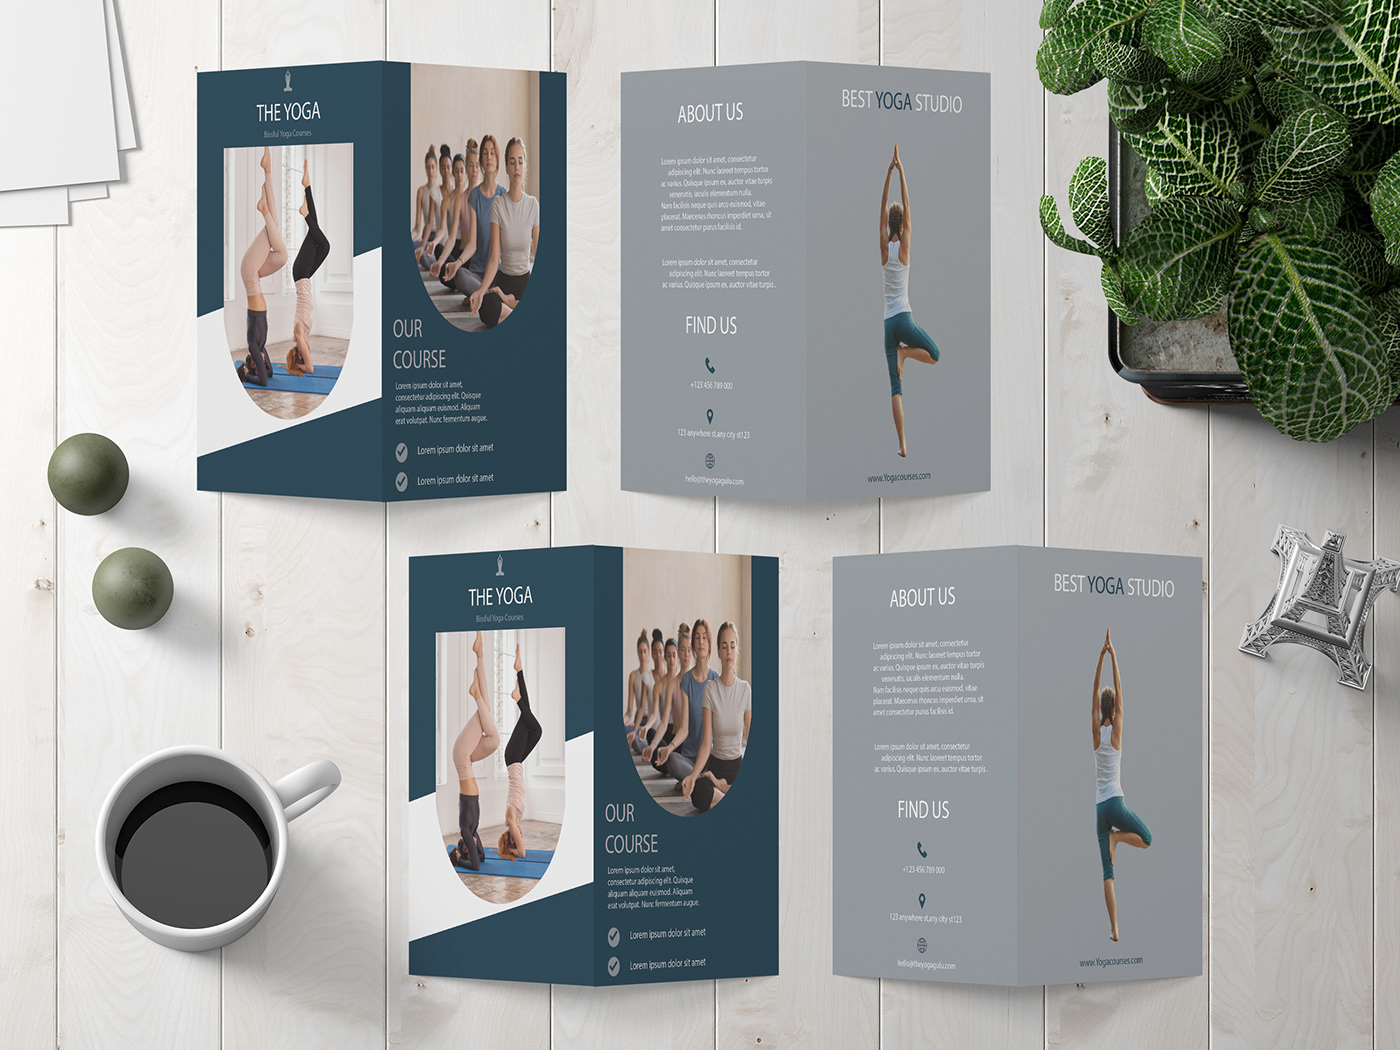 THE YOGA
Bissful Yoga Courses
OUR
COURSE
Lorem ipsum dolor sit amet,
consectetur adipiscing elit. Quisque
aliquam aliquam euismod. Aliquam
erat volutpat. Nunc fermentum augue.
Lorem ipsum dolor sit amet
Lorem ipsum dolor sit amet
ABOUT US
Lorem ipsum dolor sit amet, consectetur
adipiscing elit. Nunc laoreet tempus tortor
ac varius. Quisque ipsum ex, auctor vitae turpis
venenatis, iaculis elementum nulla.
Nam facilisis neque quis arcu euismod, vitae
placerat. Maecenas rhoncus imperdiet urna, sit
amet consectetur purus facilisis id.
Lorem ipsum dolor sit amet, consectetur
adipiscing elit. Nunc laoreet tempus tortor
ac varius. Quisque ipsum ex, auctor vitae turpis.
FIND US
+123 456 789 000
123 anywhere st,any city st123
hello@theyogagulu.com
BEST YOGA STUDIO
www.Yogacourses.com
THE YOGA
Bissful Yoga Courses
OUR
COURSE
Lorem ipsum dolor sit amet,
consectetur adipiscing elit. Quisque
aliquam aliquam euismod. Aliquam
erat volutpat. Nunc fermentum augue.
Lorem ipsum dolor sit amet
Lorem ipsum dolor sit amet
ABOUT US
Lorem ipsum dolor sit amet, consectetur
adipiscing elit. Nunc laoreet tempus tortor
ac varius. Quisque ipsum ex, auctor vitae turpis
venenatis, iaculis elementum nulla.
Nam facilisis neque quis arcu euismod, vitae
placerat. Maecenas rhoncus imperdiet urna, sit
amet consectetur purus facilisis id.
Lorem ipsum dolor sit amet, consectetur
adipiscing elit. Nunc laoreet tempus tortor
ac varius. Quisque ipsum ex, auctor vitae turpis.
FIND US
+123 456 789 000
123 anywhere st,any city st123
hello@theyogagulu.com
BEST YOGA STUDIO
www.Yogacourses.com